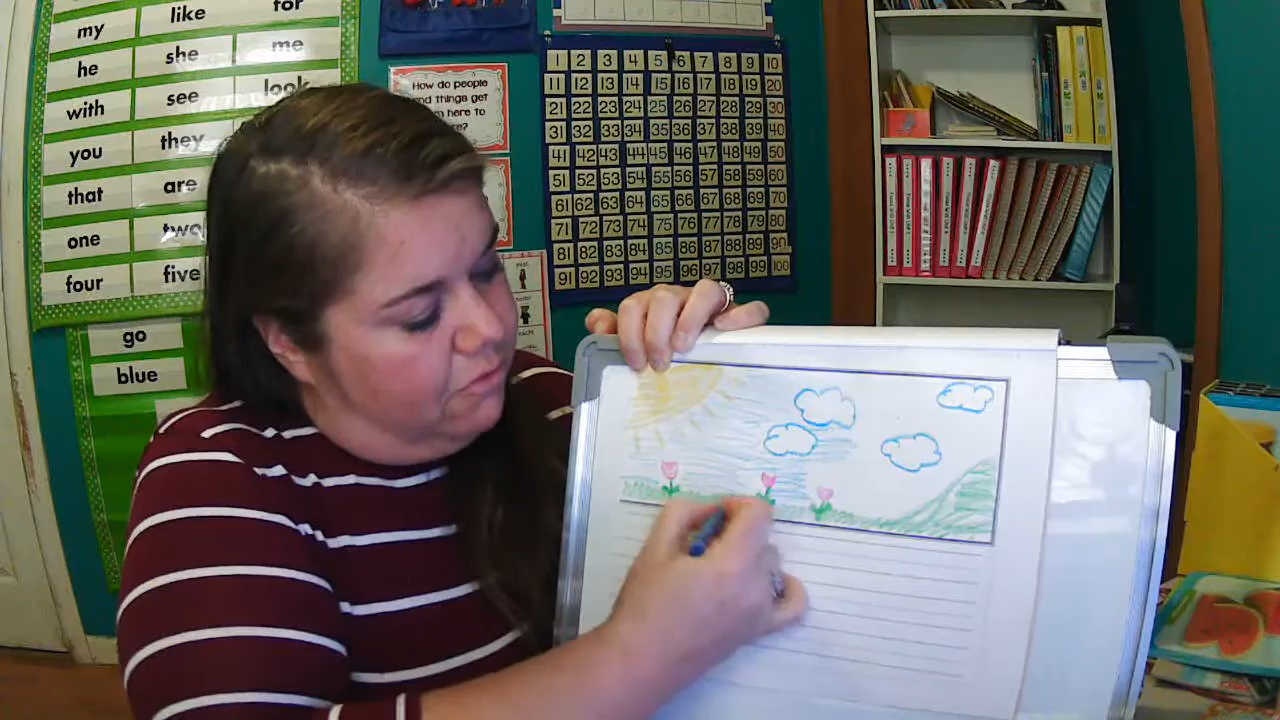 my like for
he she me
with see look
you they
that are
one two
four five
go
blue
How do people
and things get
here to
1 2 3 4 5 6 7 8 9 10
11 12 13 14 15 16 17 18 19 20
21 22 23 24 25 26 27 28 29 30
31 32 33 34 35 36 37 38 39 40
41 42 43 44 45 46 47 48 49 50
51 52 53 54 55 56 57 58 59 60
61 62 63 64 65 66 67 68 69 70
71 72 73 74 75 76 77 78 79 80
81 82 83 84 85 86 87 88 89 90
91 92 93 94 95 96 97 98 99 100